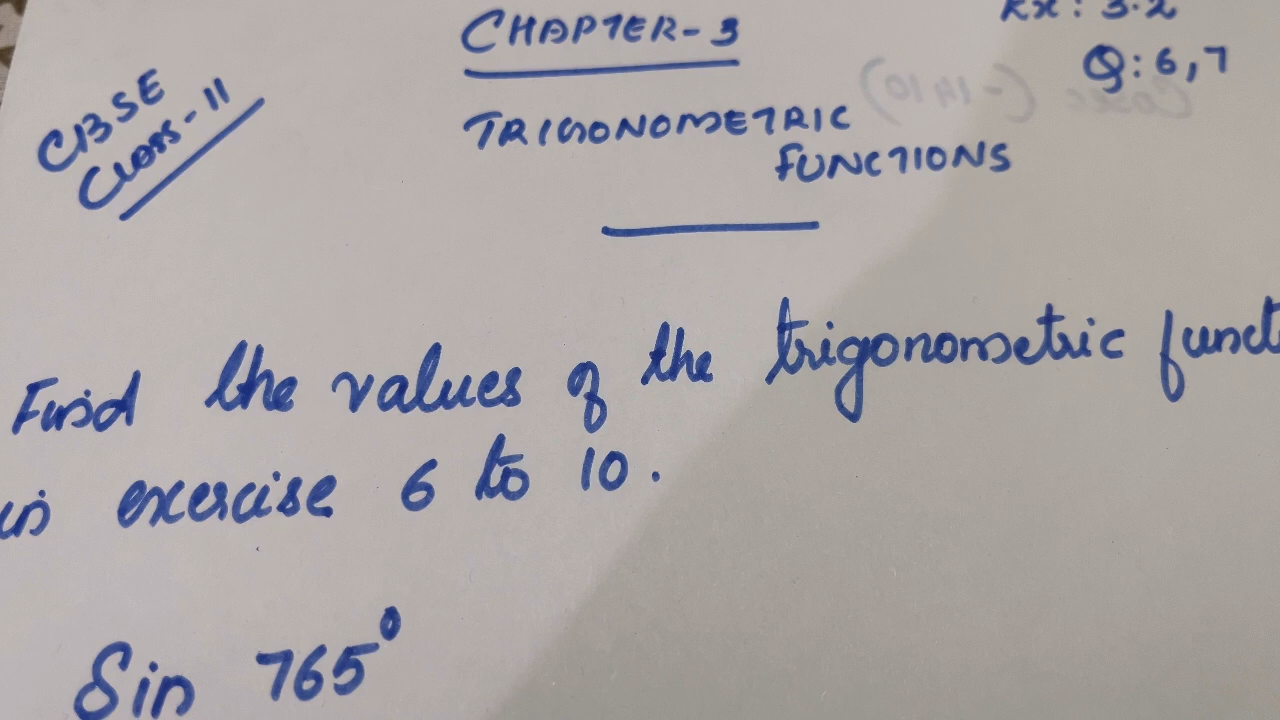 CHAPTER-3
Ex: 3.2
Q: 6,7
CBSE
Class-11
TRIGONOMETRIC
FUNCTIONS
Find the values of the trigonometric funct
in exercise 6 to 10.
Sin 765°